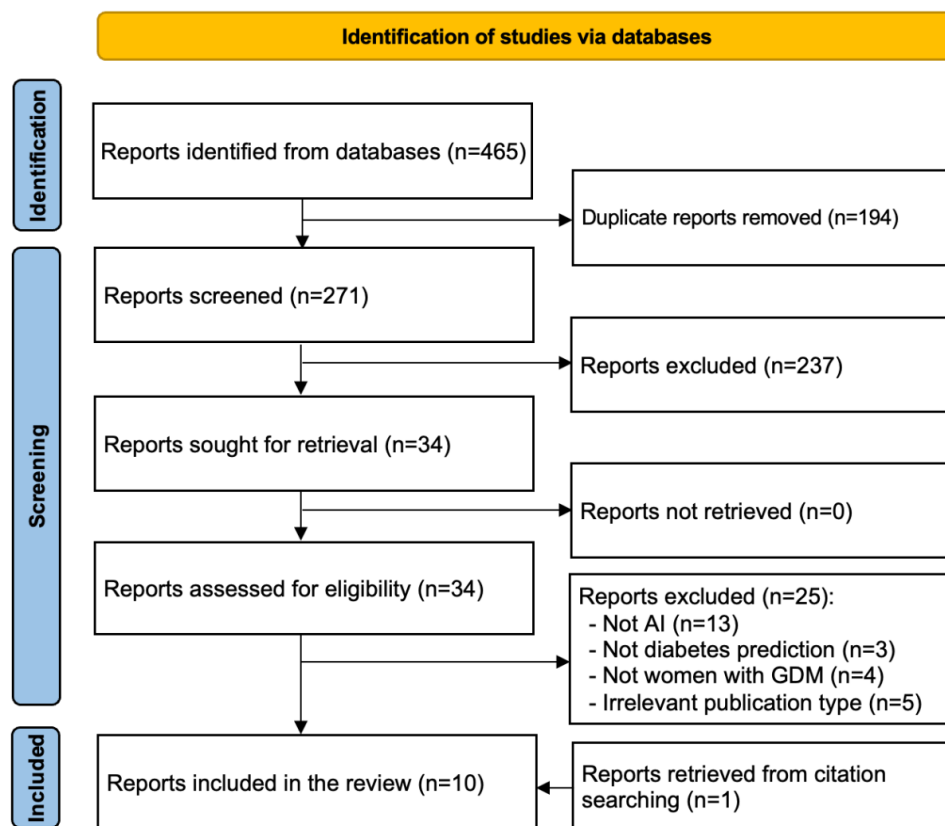 Identification of studies via databases
Identification
Reports identified from databases (n=465)
Duplicate reports removed (n=194)
Screening
Reports screened (n=271)
Reports excluded (n=237)
Reports sought for retrieval (n=34)
Reports not retrieved (n=0)
Reports assessed for eligibility (n=34)
Reports excluded (n=25):
- Not AI (n=13)
- Not diabetes prediction (n=3)
- Not women with GDM (n=4)
- Irrelevant publication type (n=5)
Included
Reports included in the review (n=10)
Reports retrieved from citation
searching (n=1)